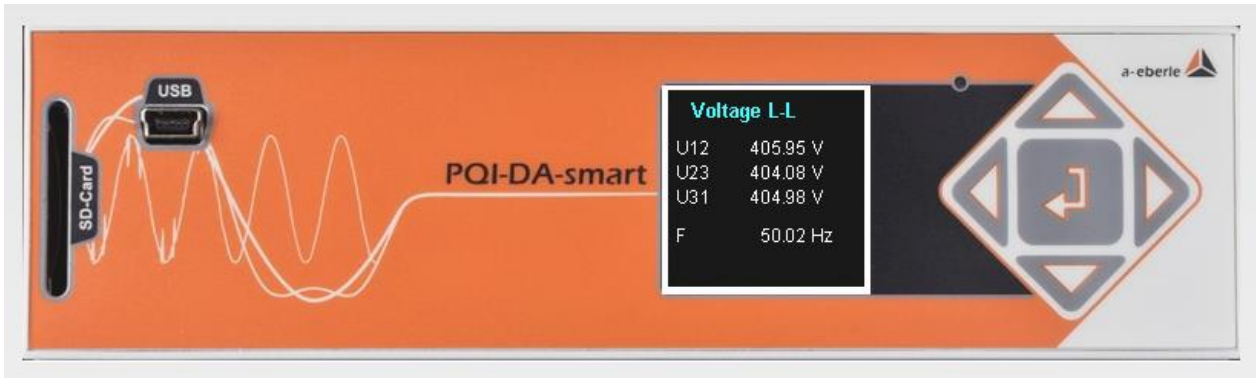 USB
SD-Card
PQI-DA-smart
Voltage L-L
U12 405.95 V
U23 404.08 V
U31 404.98 V
F 50.02 Hz
a-eberle